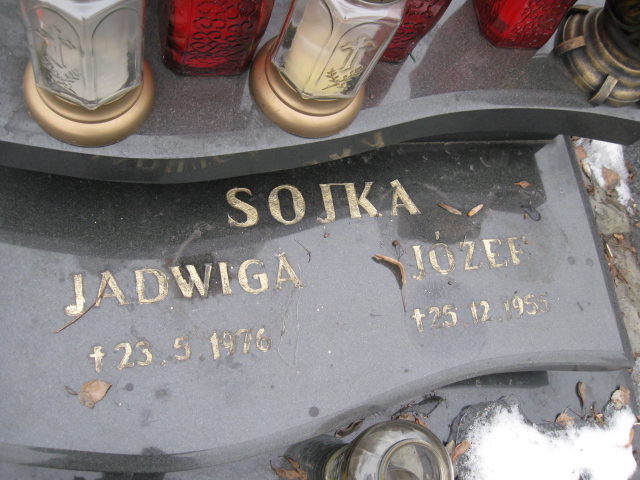 SOJKA
JADWIGA JÓZEF
† 23.5 1976 † 25.12.1955